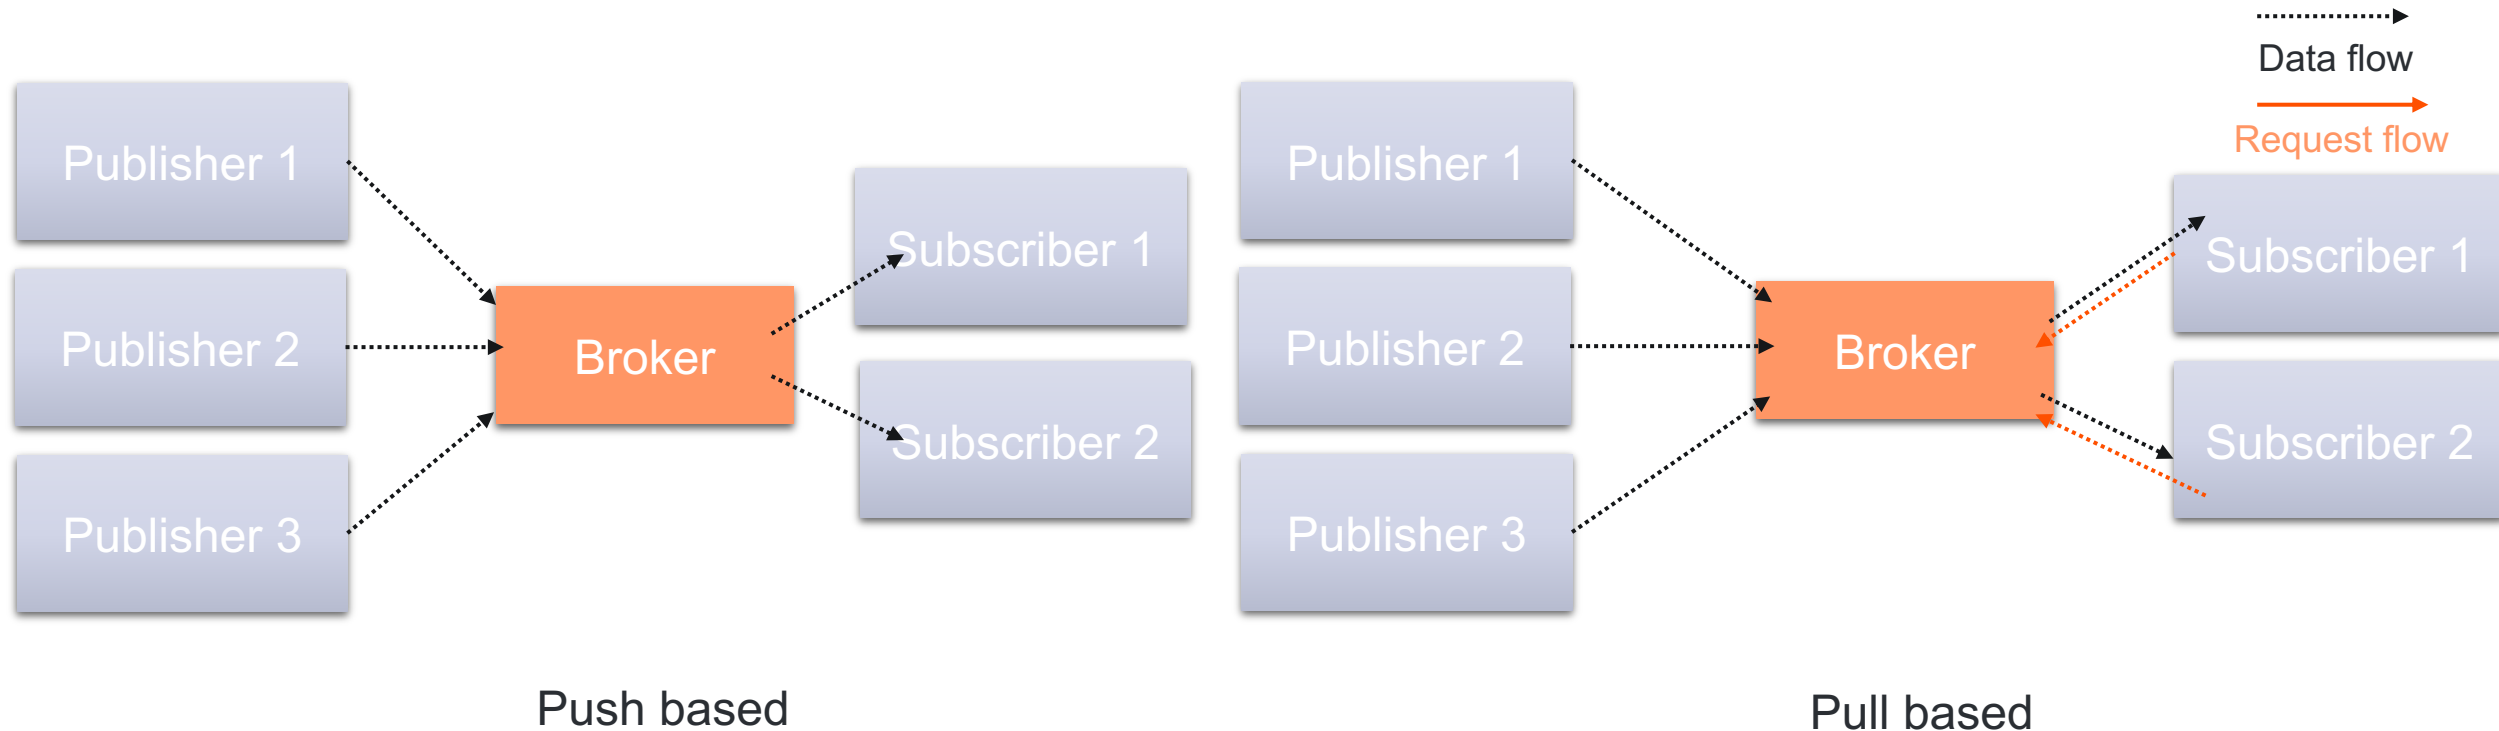 Data flow
Request flow
Publisher 1
Publisher 2
Publisher 3
Broker
Subscriber 1
Subscriber 2
Push based
Publisher 1
Publisher 2
Publisher 3
Broker
Subscriber 1
Subscriber 2
Pull based